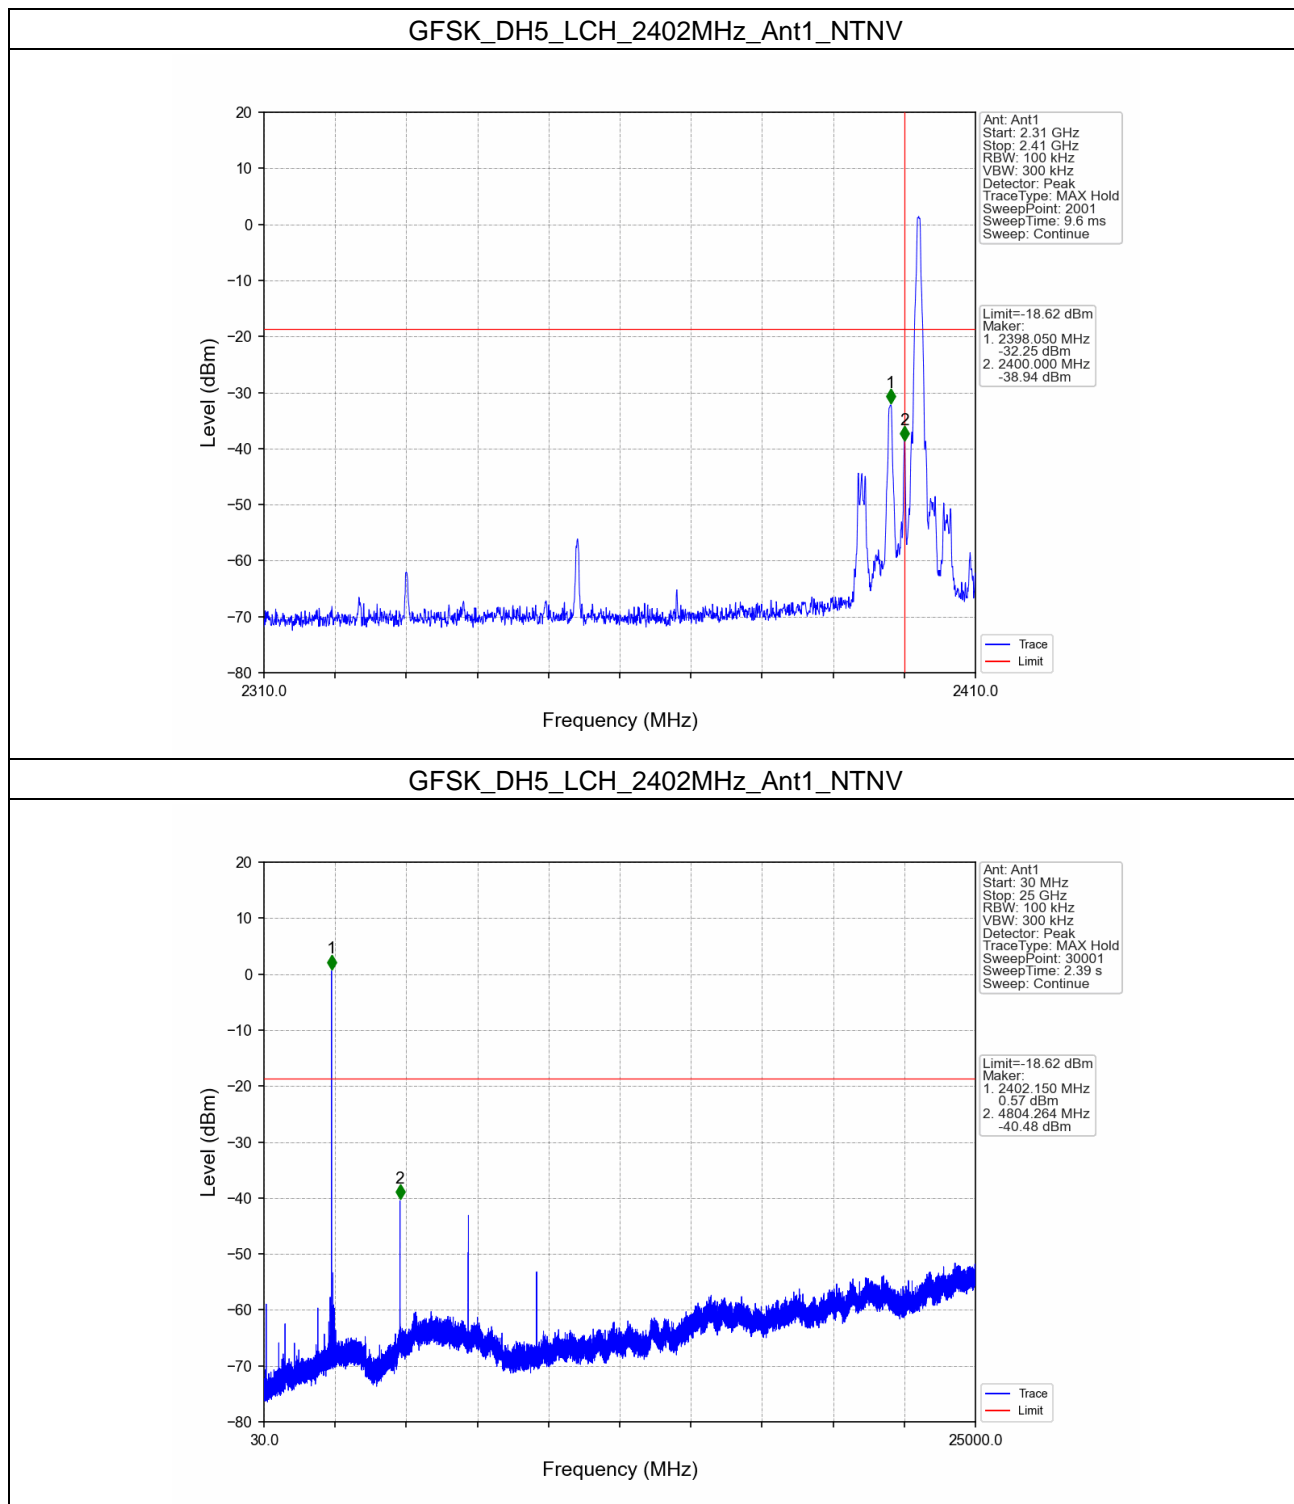 GFSK_DH5_LCH_2402MHz_Ant1_NTNV
20
10
0
−10
−20
−30
−40
−50
−60
−70
−80
Level (dBm)
2310.0
2410.0
Frequency (MHz)
1
2
Ant: Ant1
Start: 2.31 GHz
Stop: 2.41 GHz
RBW: 100 kHz
VBW: 300 kHz
Detector: Peak
TraceType: MAX Hold
SweepPoint: 2001
SweepTime: 9.6 ms
Sweep: Continue
Limit=-18.62 dBm
Maker:
1. 2398.050 MHz
-32.25 dBm
2. 2400.000 MHz
-38.94 dBm
Trace
Limit
GFSK_DH5_LCH_2402MHz_Ant1_NTNV
20
10
0
−10
−20
−30
−40
−50
−60
−70
−80
Level (dBm)
30.0
25000.0
Frequency (MHz)
1
2
Ant: Ant1
Start: 30 MHz
Stop: 25 GHz
RBW: 100 kHz
VBW: 300 kHz
Detector: Peak
TraceType: MAX Hold
SweepPoint: 30001
SweepTime: 2.39 s
Sweep: Continue
Limit=-18.62 dBm
Maker:
1. 2402.150 MHz
0.57 dBm
2. 4804.264 MHz
-40.48 dBm
Trace
Limit